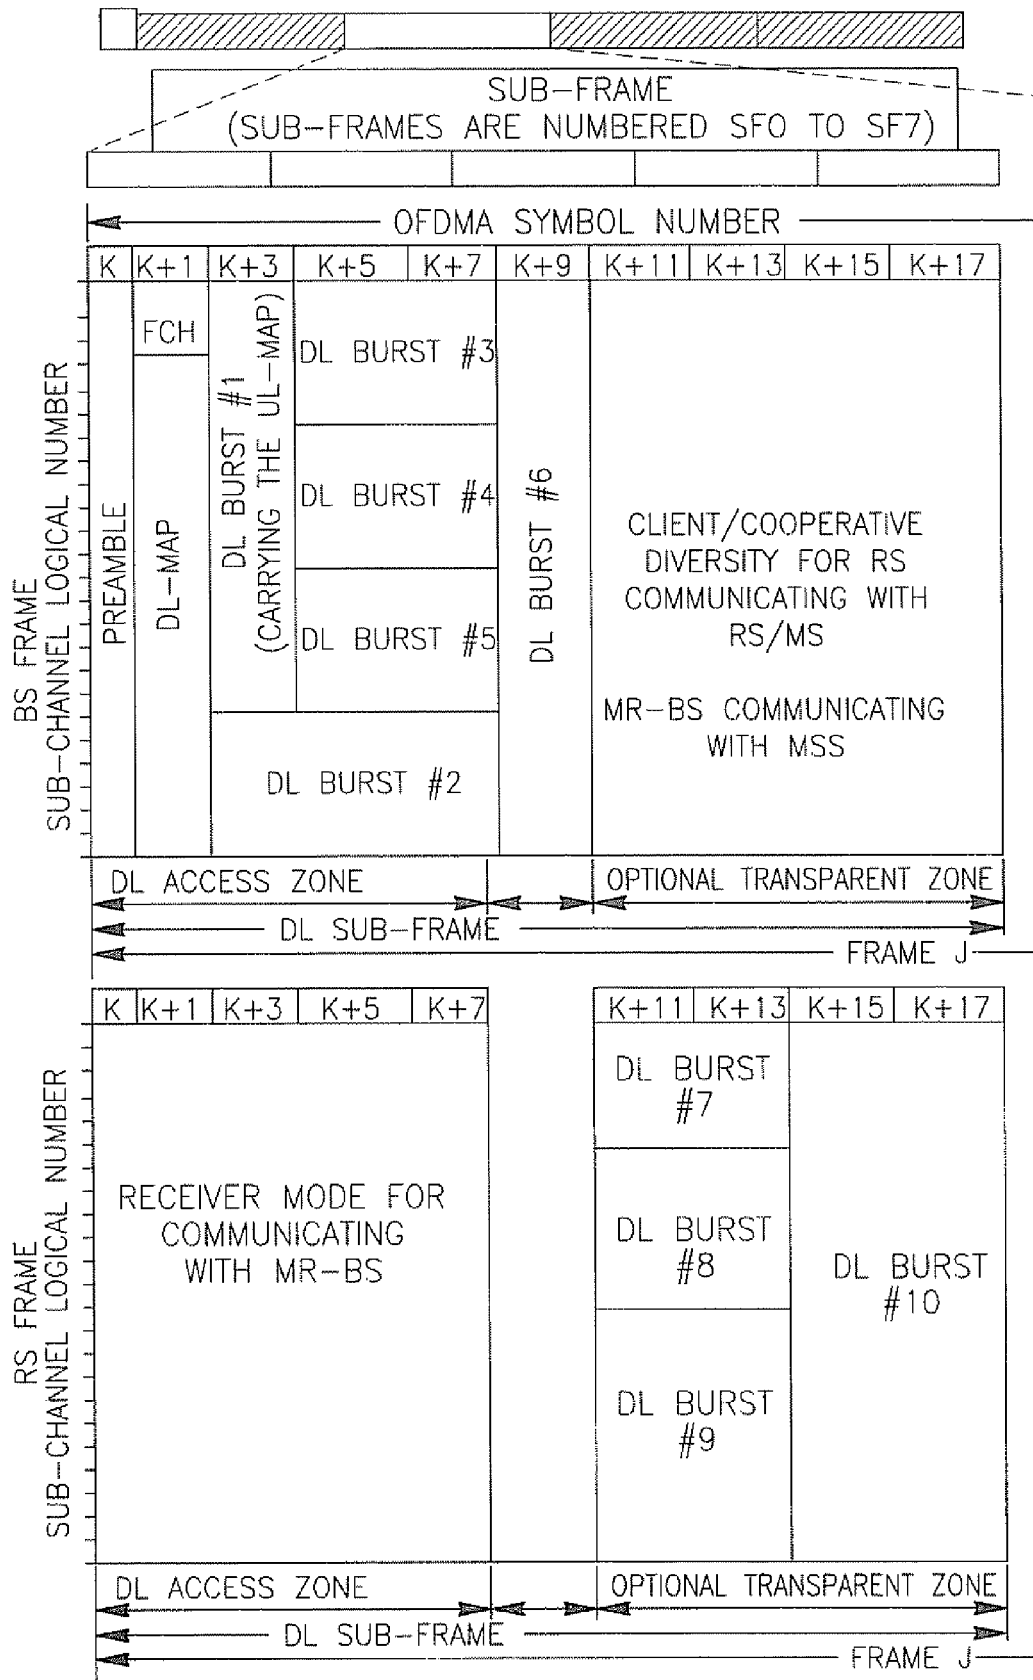 SUB-FRAME
(SUB-FRAMES ARE NUMBERED SF0 TO SF7)
OFDMA SYMBOL NUMBER
K K+1 K+3 K+5 K+7 K+9 K+11 K+13 K+15 K+17
BS FRAME
SUB-CHANNEL LOGICAL NUMBER
PREAMBLE
FCH
DL-MAP
DL BURST #1
(CARRYING THE UL-MAP)
DL BURST #3
DL BURST #4
DL BURST #5
DL BURST #2
DL BURST #6
CLIENT/COOPERATIVE
DIVERSITY FOR RS
COMMUNICATING WITH
RS/MS
MR-BS COMMUNICATING
WITH MSS
DL ACCESS ZONE
OPTIONAL TRANSPARENT ZONE
DL SUB-FRAME
FRAME J
K K+1 K+3 K+5 K+7 K+11 K+13 K+15 K+17
RS FRAME
SUB-CHANNEL LOGICAL NUMBER
RECEIVER MODE FOR
COMMUNICATING
WITH MR-BS
DL BURST
#7
DL BURST
#8
DL BURST
#9
DL BURST
#10
DL ACCESS ZONE
OPTIONAL TRANSPARENT ZONE
DL SUB-FRAME
FRAME J